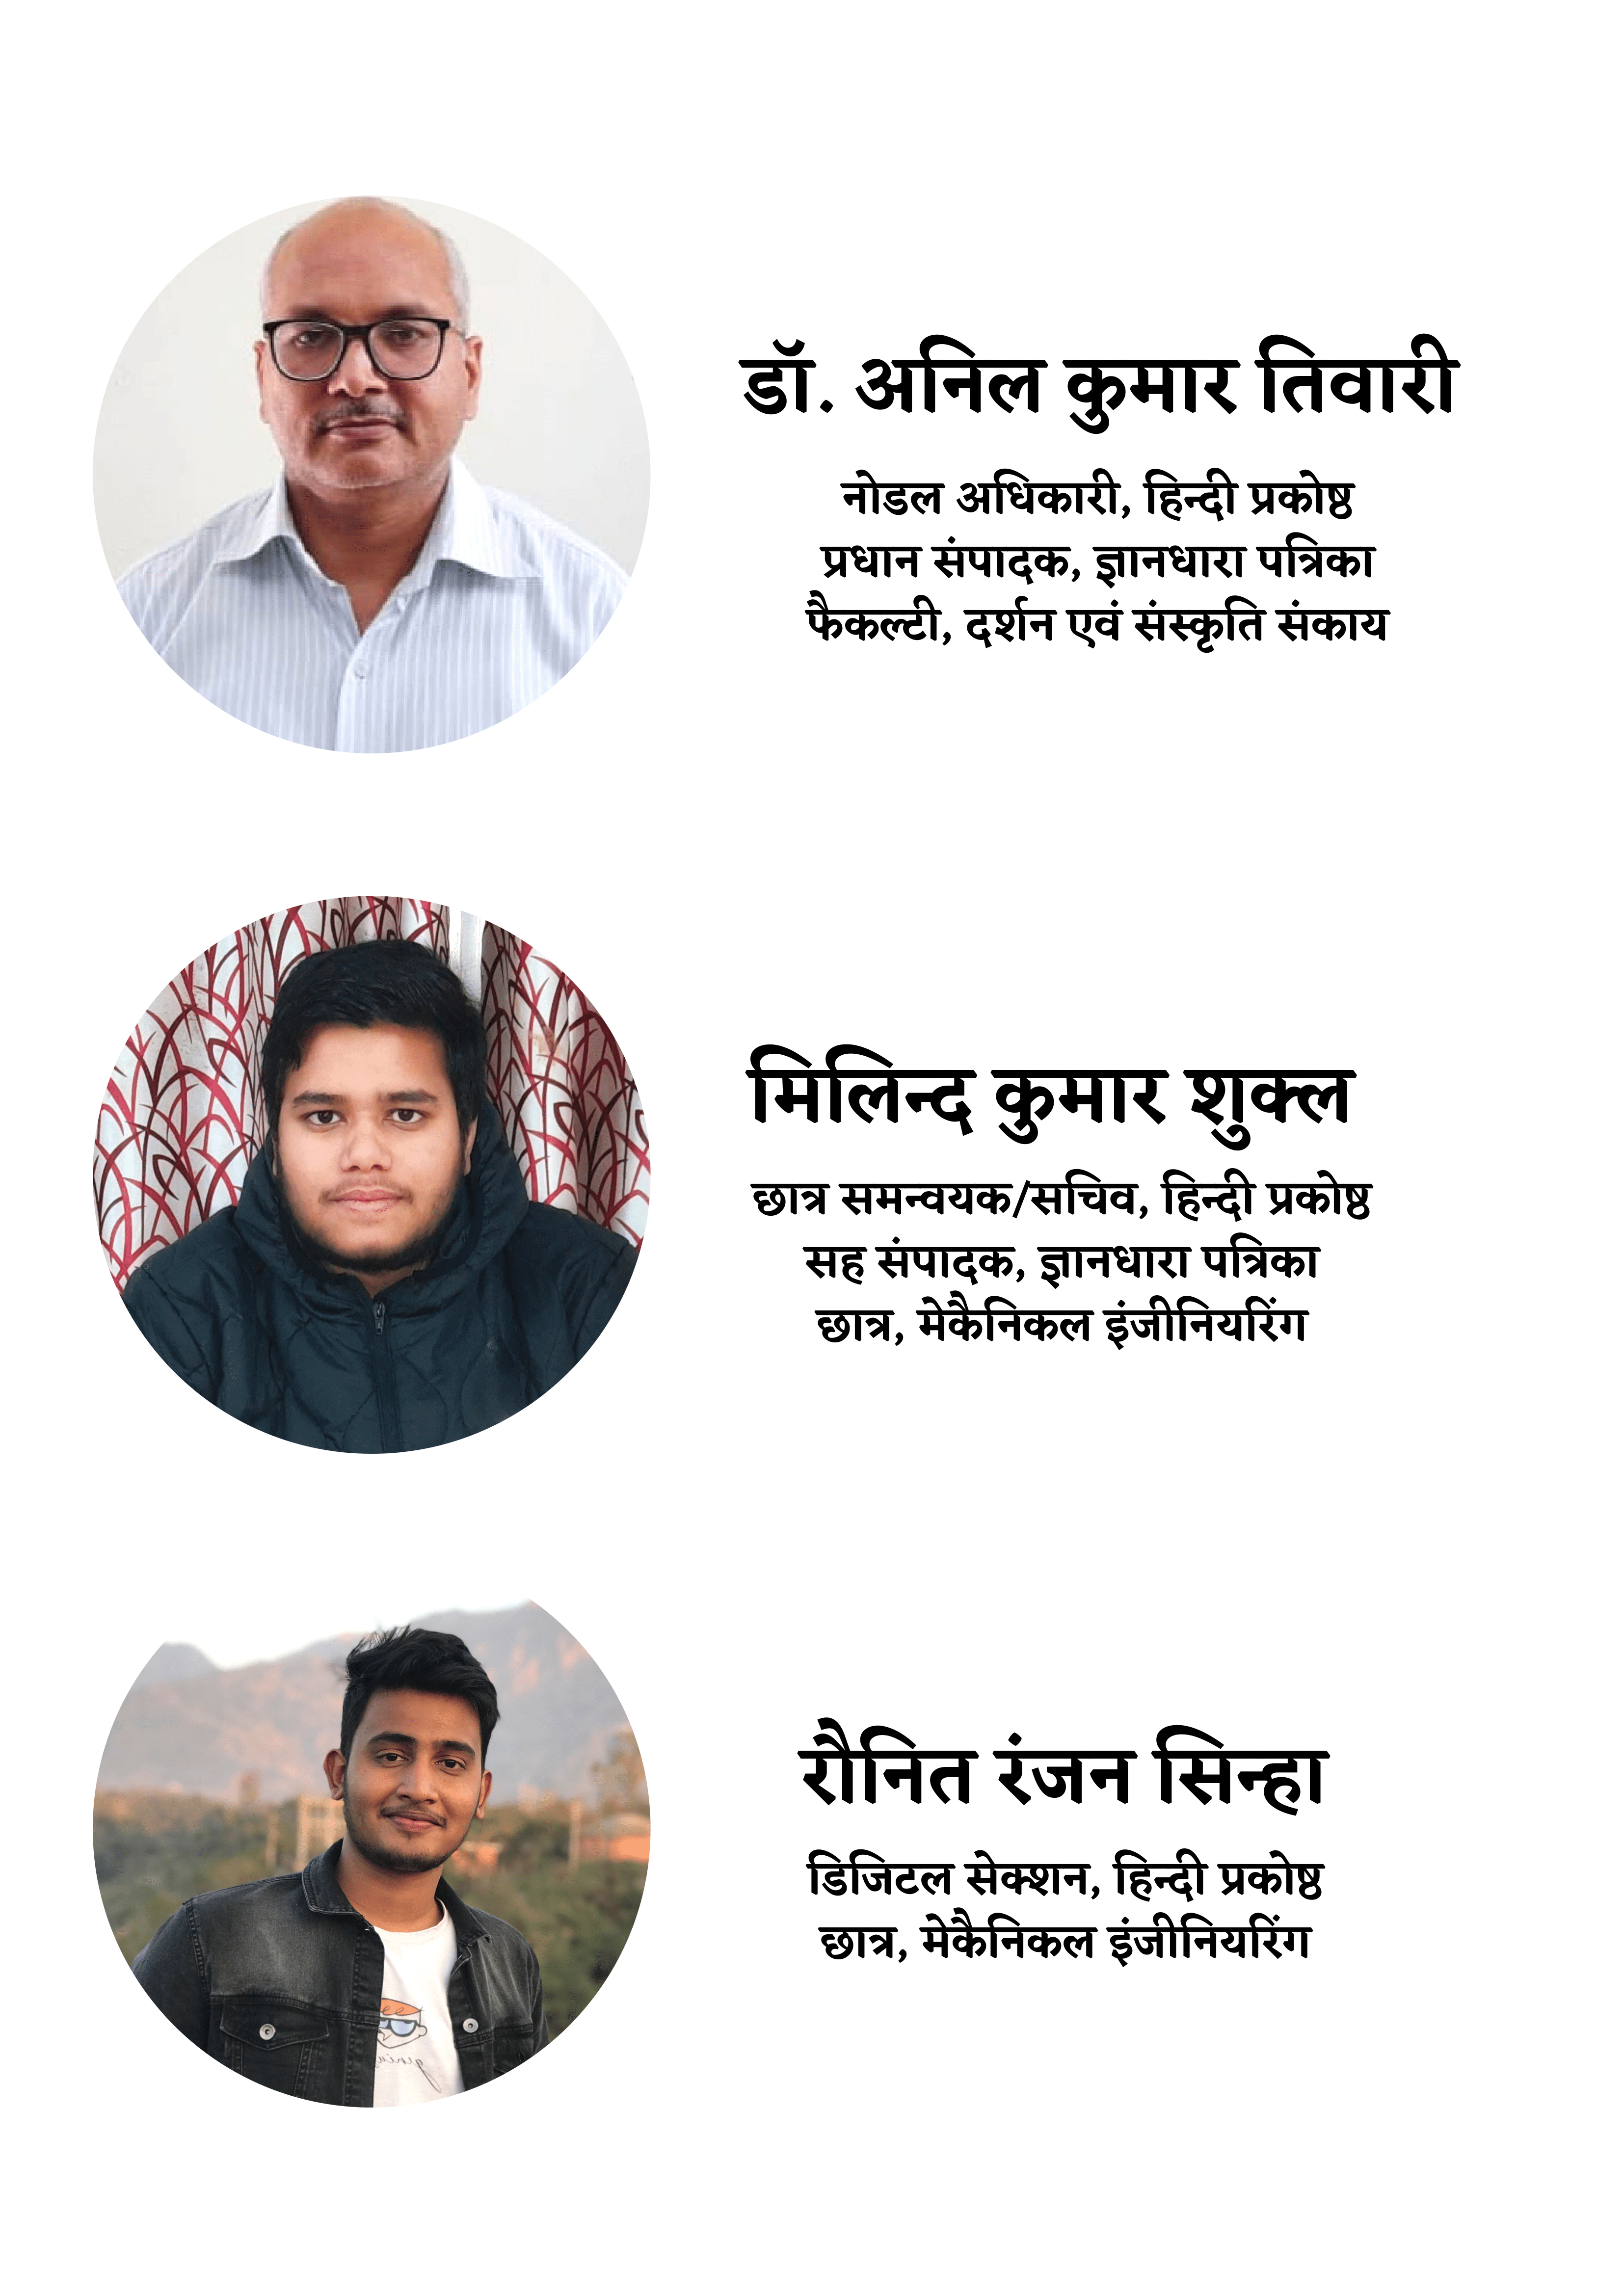 डॉ. अनिल कुमार तिवारी
नोडल अधिकारी, हिन्दी प्रकोष्ठ
प्रधान संपादक, ज्ञानधारा पत्रिका
फैकल्टी, दर्शन एवं संस्कृति संकाय
मिलिन्द कुमार शुक्ल
छात्र समन्वयक/सचिव, हिन्दी प्रकोष्ठ
सह संपादक, ज्ञानधारा पत्रिका
छात्र, मेकैनिकल इंजीनियरिंग
रौनित रंजन सिन्हा
डिजिटल सेक्शन, हिन्दी प्रकोष्ठ
छात्र, मेकैनिकल इंजीनियरिंग